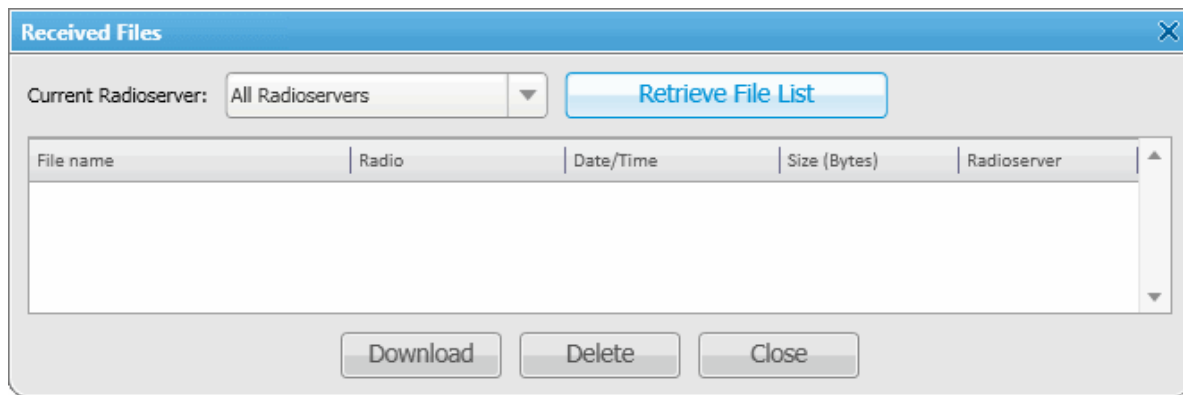 Received Files
Current Radioserver: All Radioservers Retrieve File List
File name Radio Date/Time Size (Bytes) Radioserver
Download Delete Close